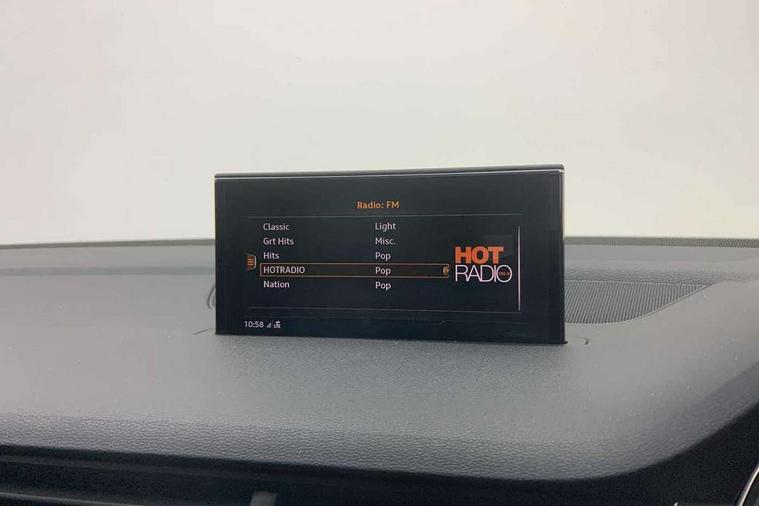 Radio: FM
Classic Light
Grt Hits Misc.
Hits Pop
HOTRADIO Pop
Nation Pop
HOT
RADIO
10:58